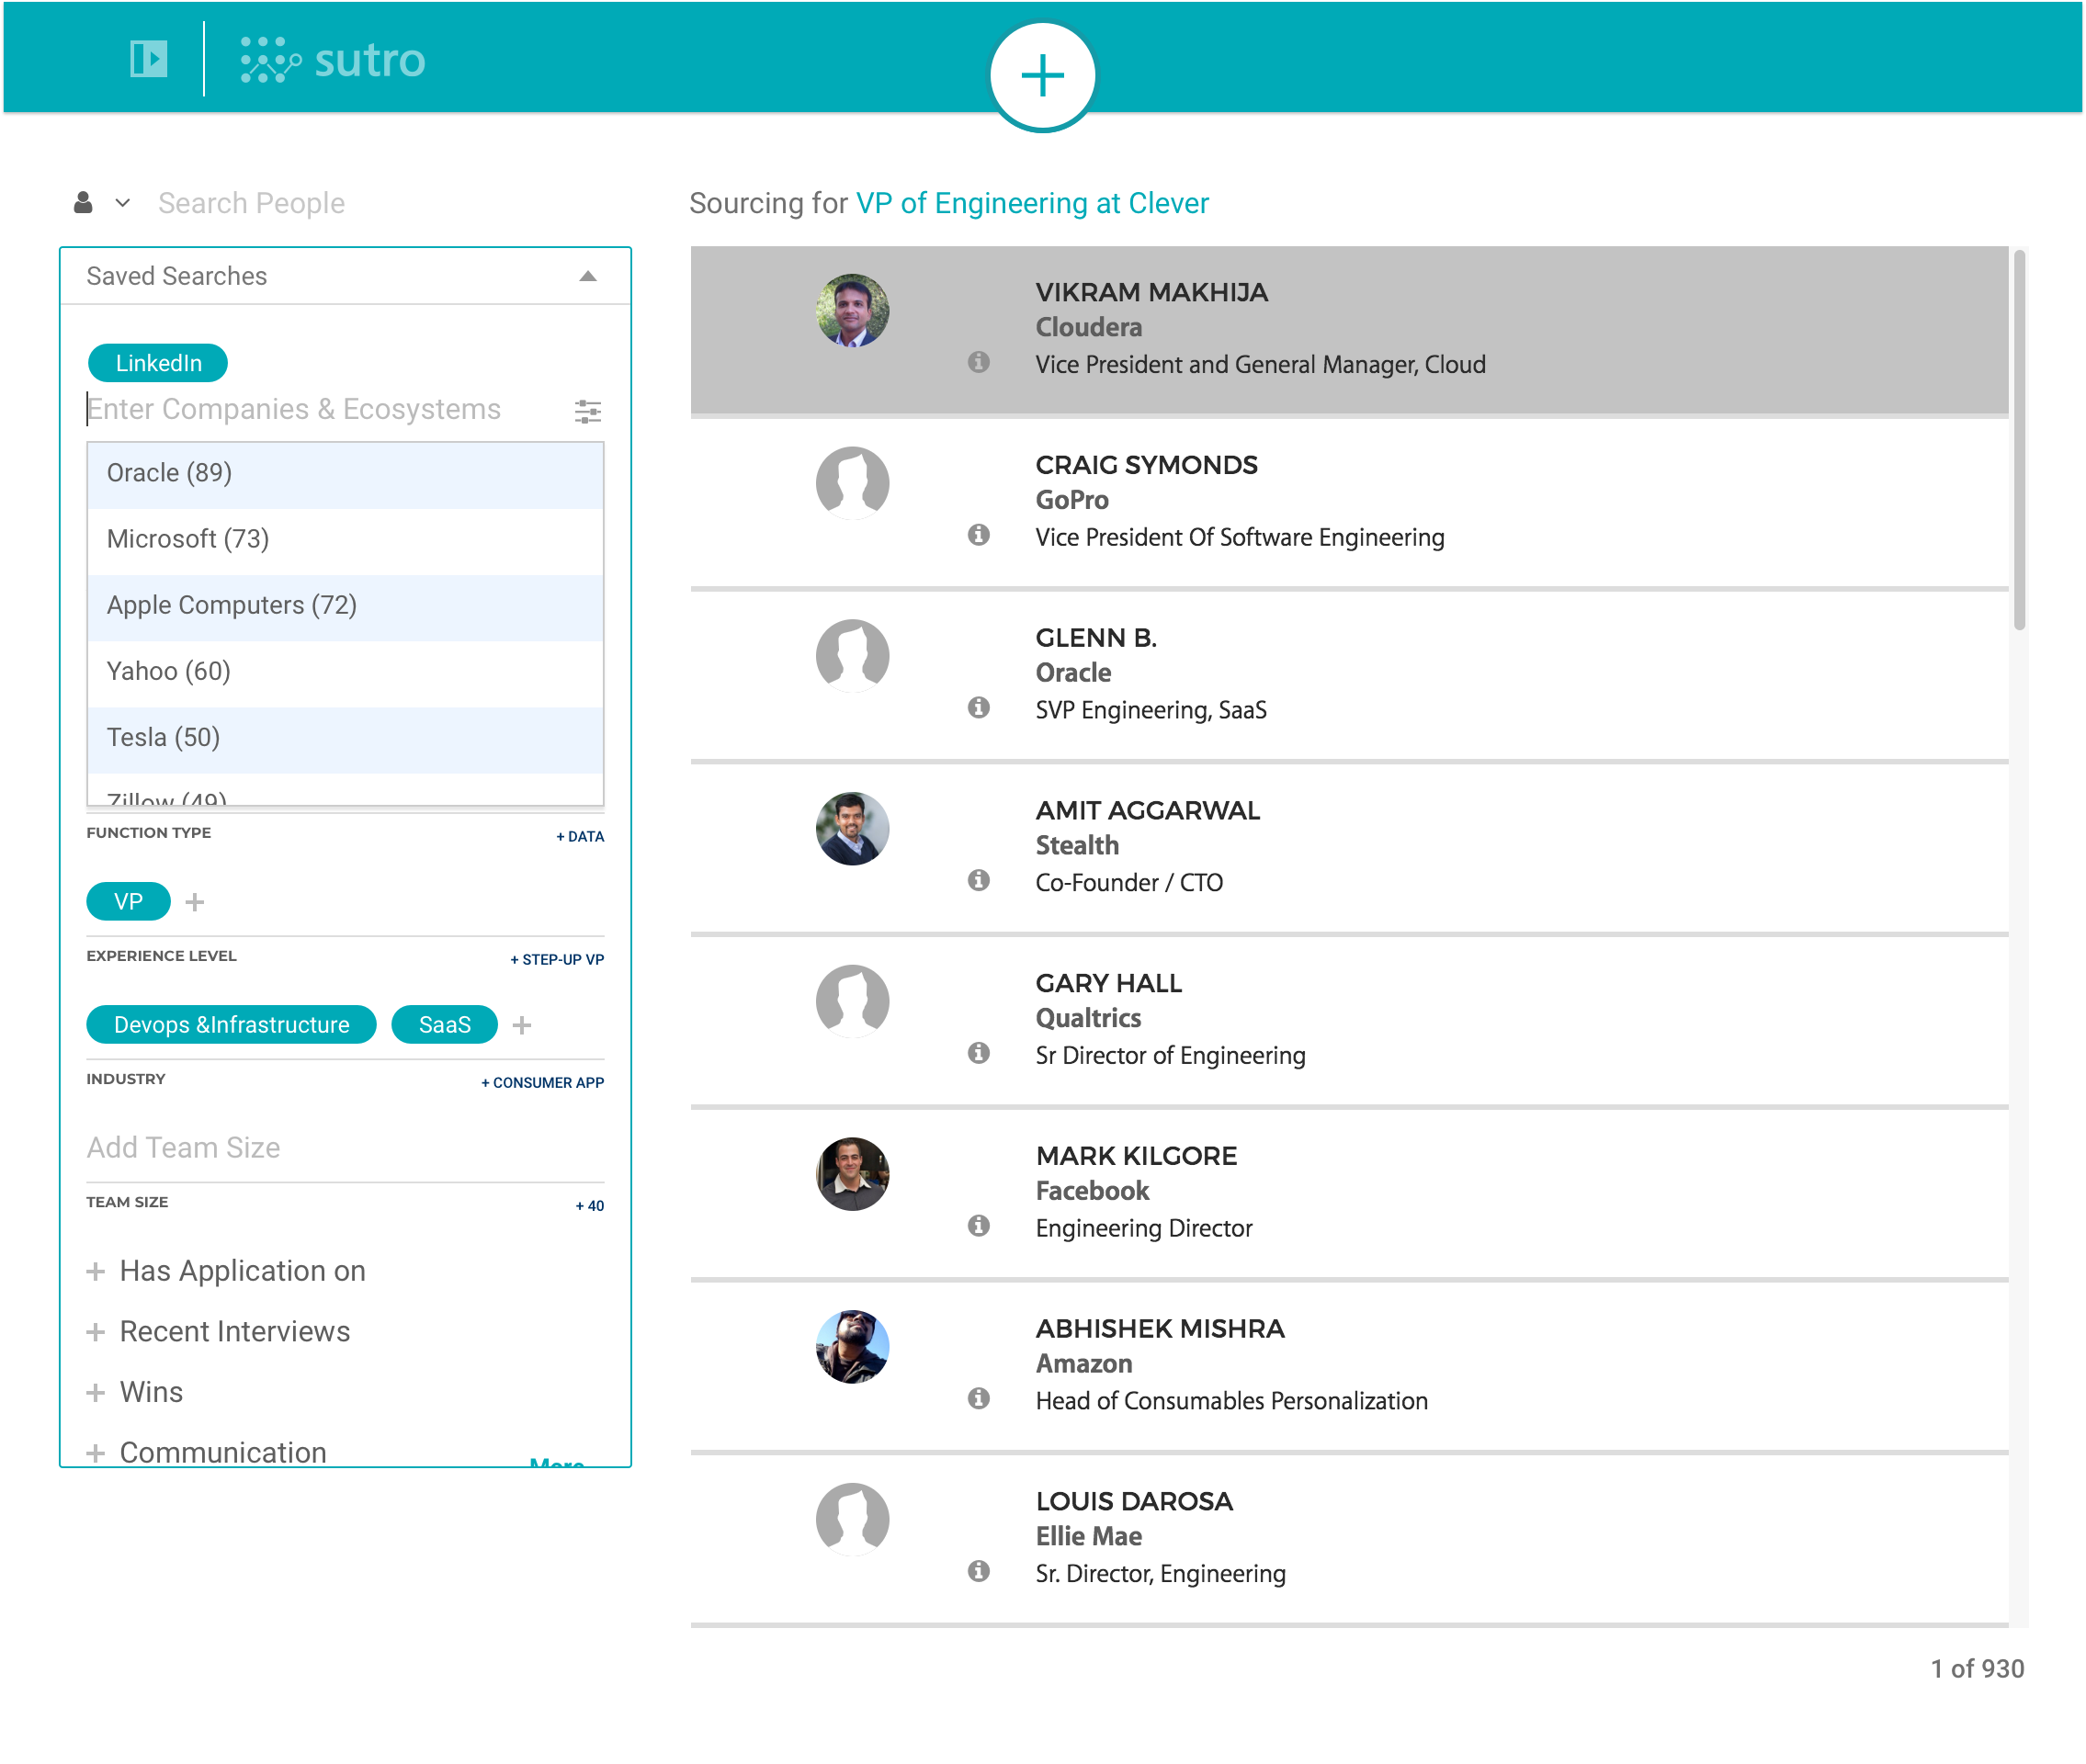 sutro
Search People
Sourcing for VP of Engineering at Clever
Saved Searches
LinkedIn
Enter Companies & Ecosystems
Oracle (89)
Microsoft (73)
Apple Computers (72)
Yahoo (60)
Tesla (50)
Zillow (49)
FUNCTION TYPE
+ DATA
VP
EXPERIENCE LEVEL
+ STEP-UP VP
Devops &Infrastructure
SaaS
INDUSTRY
+ CONSUMER APP
Add Team Size
TEAM SIZE
+ 40
Has Application on
Recent Interviews
Wins
Communication
More
VIKRAM MAKHIJA
Cloudera
Vice President and General Manager, Cloud
CRAIG SYMONDS
GoPro
Vice President Of Software Engineering
GLENN B.
Oracle
SVP Engineering, SaaS
AMIT AGGARWAL
Stealth
Co-Founder / CTO
GARY HALL
Qualtrics
Sr Director of Engineering
MARK KILGORE
Facebook
Engineering Director
ABHISHEK MISHRA
Amazon
Head of Consumables Personalization
LOUIS DAROSA
Ellie Mae
Sr. Director, Engineering
1 of 930